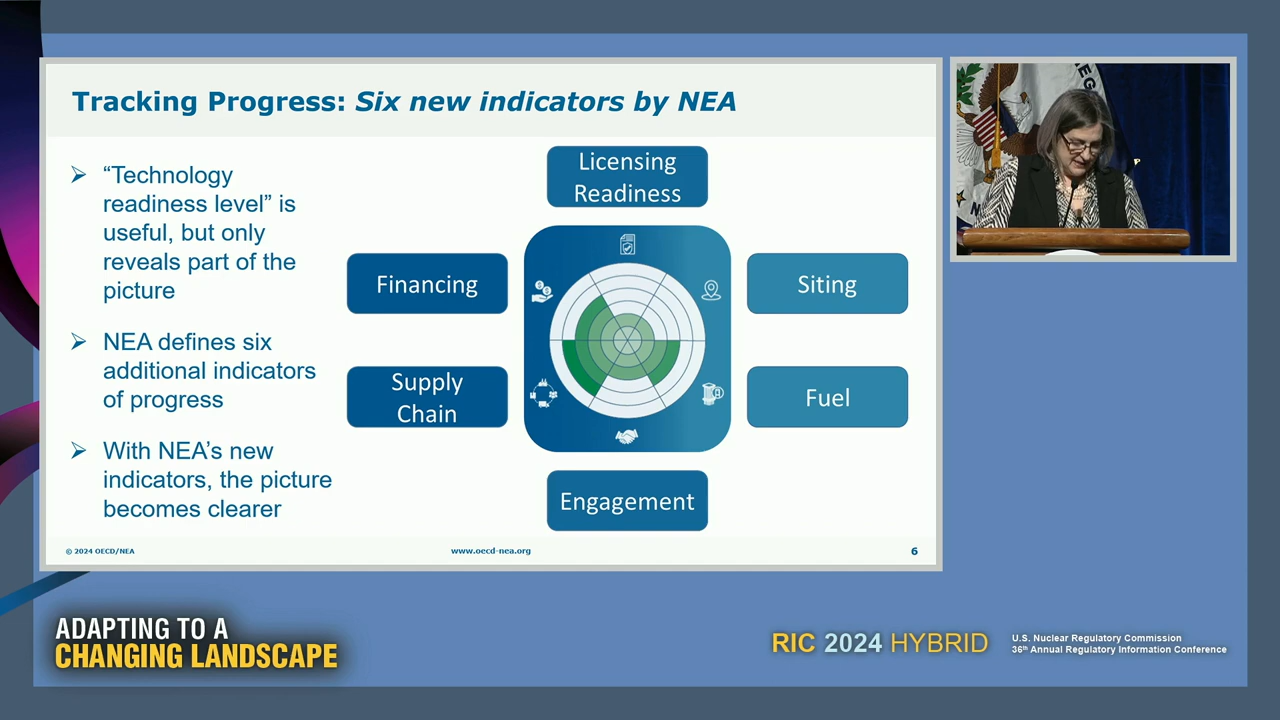 Tracking Progress: Six new indicators by NEA
“Technology
readiness level” is
useful, but only
reveals part of the
picture
NEA defines six
additional indicators
of progress
With NEA’s new
indicators, the picture
becomes clearer
Licensing
Readiness
Financing
Siting
Supply
Chain
Fuel
Engagement
© 2024 OECD/NEA
www.oecd-nea.org
6
REG
ADAPTING TO A
CHANGING LANDSCAPE
RIC 2024 HYBRID
U.S. Nuclear Regulatory Commission
36th Annual Regulatory Information Conference